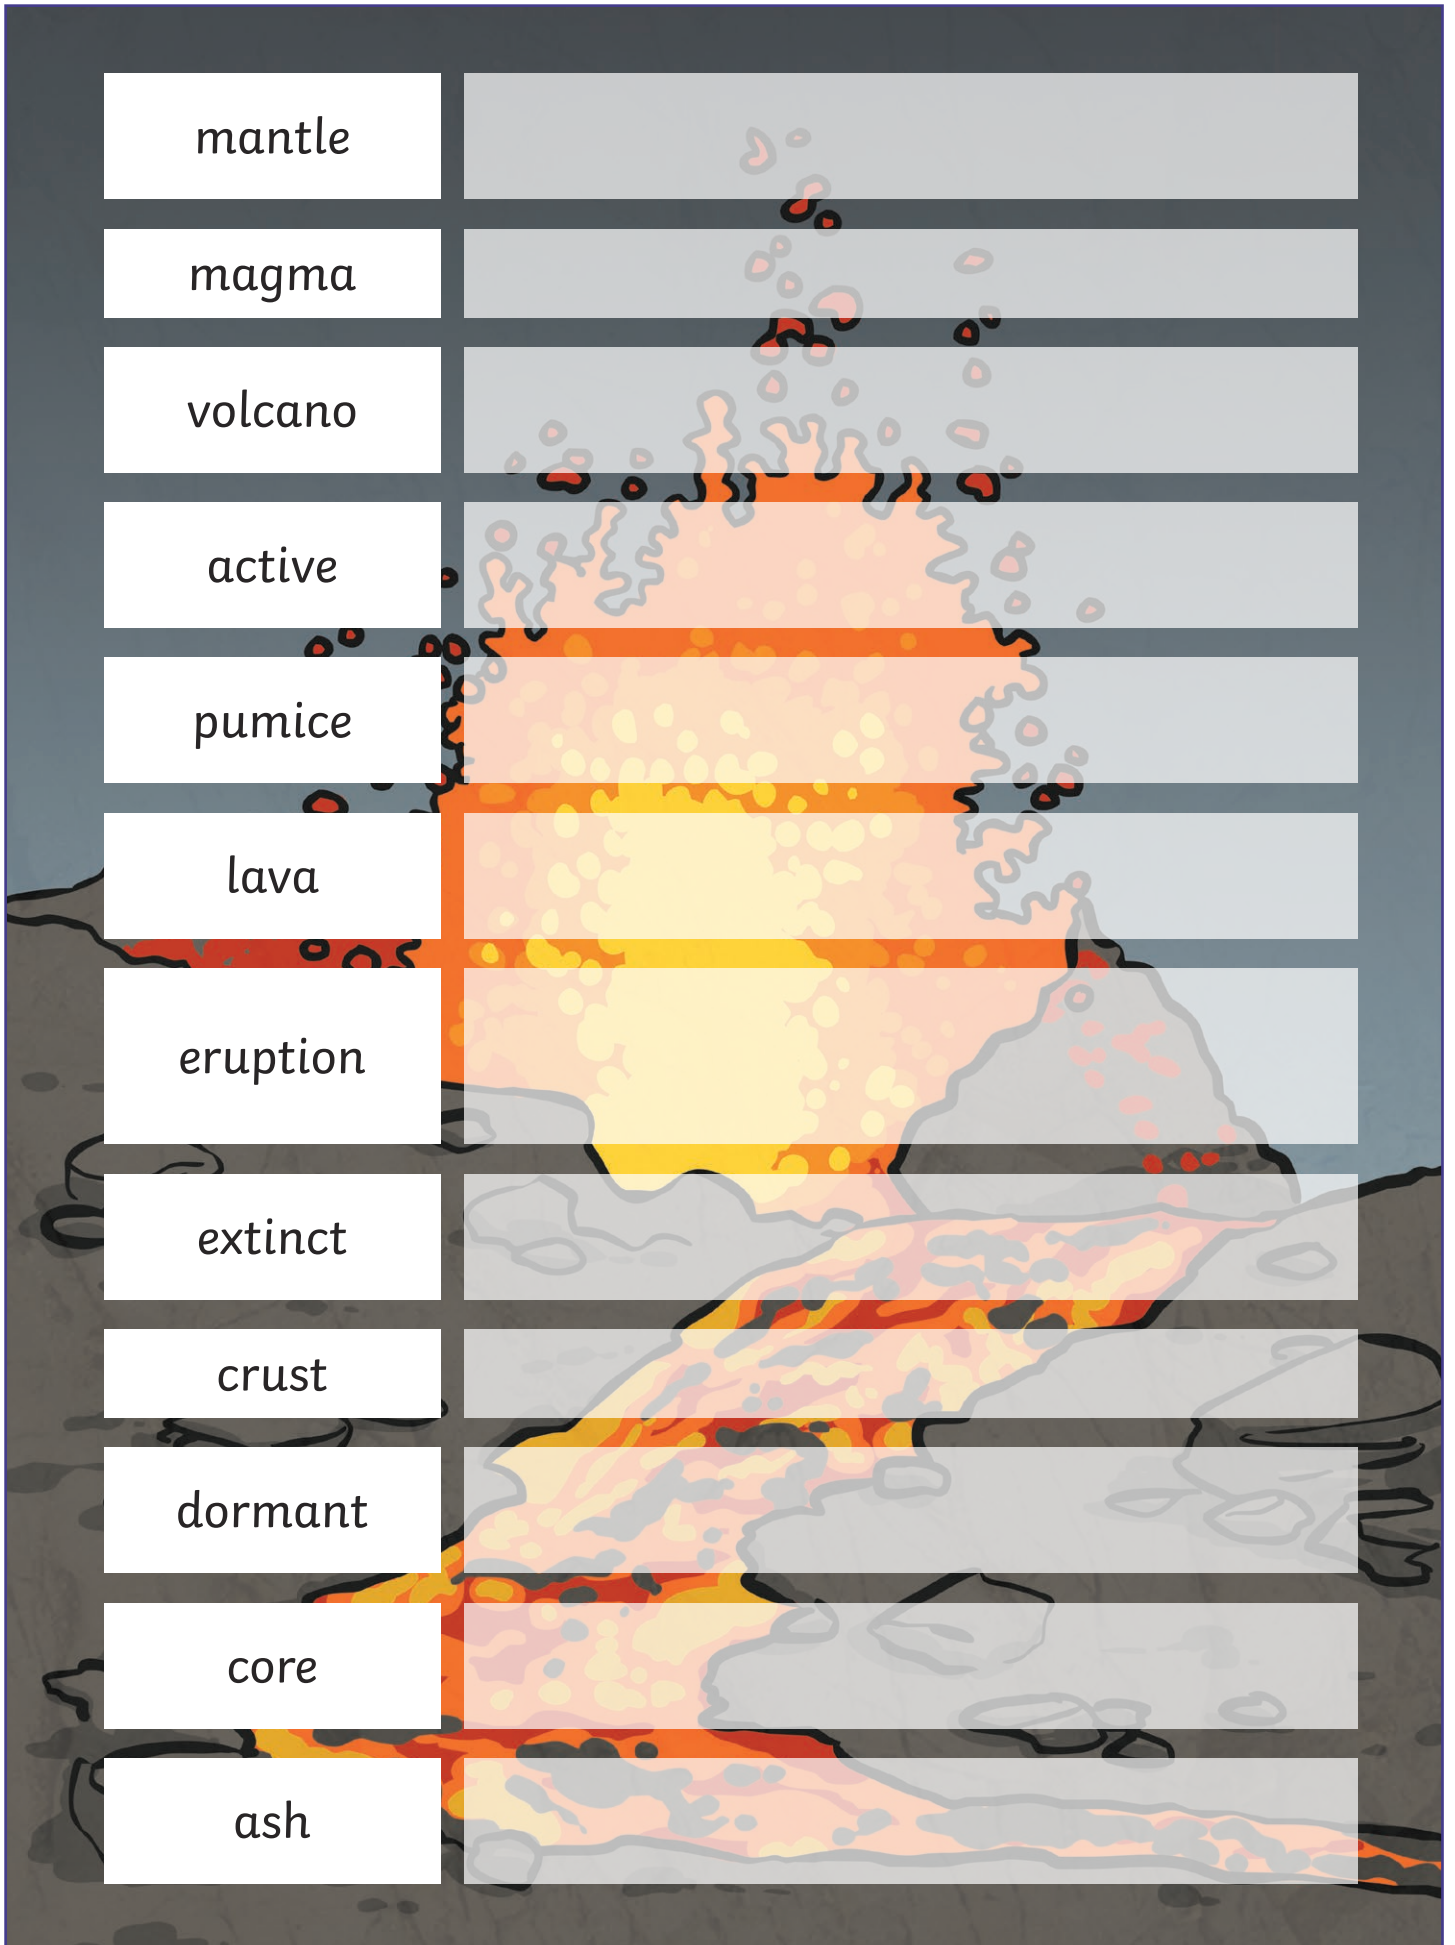 mantle
magma
volcano
active
pumice
lava
eruption
extinct
crust
dormant
core
ash